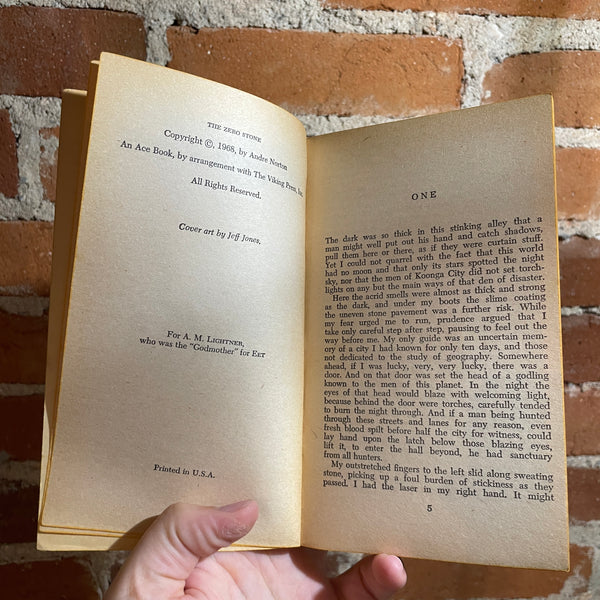 THE ZERO STONE
Copyright ©, 1968, by Andre Norton
An Ace Book, by arrangement with The Viking Press, Inc.
All Rights Reserved.
Cover art by Jeff Jones.
For A. M. LIGHTNER,
who was the "Godmother" for EET
Printed in U.S.A.
ONE
The dark was so thick in this stinking alley that a
man might well put out his hand and catch shadows,
pull them here or there, as if they were curtain stuff.
Yet I could not quarrel with the fact that this world
had no moon and that only its stars spotted the night
sky, nor that the men of Koonga City did not set torch-
lights on any but the main ways of that den of disaster.
Here the acrid smells were almost as thick and strong
as the dark, and under my boots the slime coating
the uneven stone pavement was a further risk. While
my fear urged me to run, prudence argued that I
take only careful step after step, pausing to feel out the
way before me. My only guide was an uncertain mem-
ory of a city I had known for only ten days, and those
not dedicated to the study of geography. Somewhere
ahead, if I was lucky, very, very lucky, there was a
door. And on that door was set the head of a godling
known to the men of this planet. In the night the
eyes of that head would blaze with welcoming light,
because behind the door were torches, carefully tended
to burn the night through. And if a man being hunted
through these streets and lanes for any reason, even
fresh blood spilt before half the city for witness, could
lay hand upon the latch below those blazing eyes,
lift it, to enter the hall beyond, he had sanctuary
from all hunters.
My outstretched fingers to the left slid along sweating
stone, picking up a foul burden of stickiness as they
passed. I had the laser in my right hand. It might
5